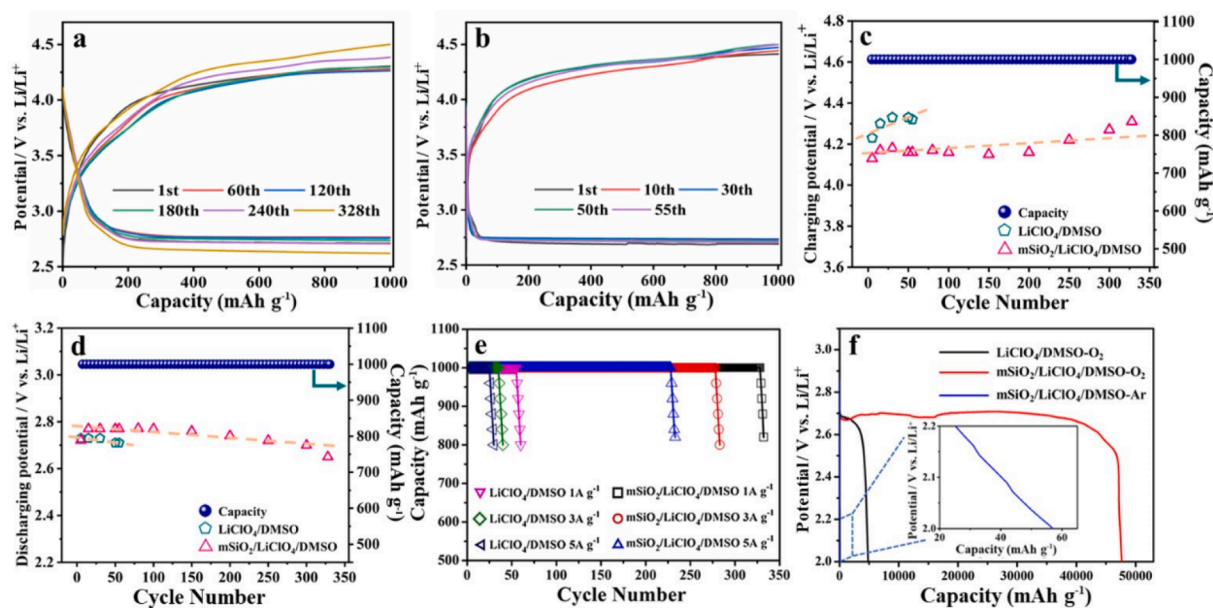 a
4.5
4.0
3.5
3.0
2.5
Potential/ V vs. Li/Li⁺
1st 60th 120th
180th 240th 328th
0 200 400 600 800 1000
Capacity (mAh g⁻¹)
b
4.5
4.0
3.5
3.0
2.5
Potential/ V vs. Li/Li⁺
1st 10th 30th
50th 55th
0 200 400 600 800 1000
Capacity (mAh g⁻¹)
c
4.8
4.6
4.4
4.2
4.0
3.8
3.6
Charging potential / V vs. Li/Li⁺
1100
1000
900
800
700
600
500
Capacity (mAh g⁻¹)
Capacity
LiClO₄/DMSO
mSiO₂/LiClO₄/DMSO
0 50 100 150 200 250 300 350
Cycle Number
d
3.2
3.1
3.0
2.9
2.8
2.7
2.6
2.5
2.4
Discharging potential / V vs. Li/Li⁺
1100
1000
900
800
700
600
500
Capacity (mAh g⁻¹)
Capacity
LiClO₄/DMSO
mSiO₂/LiClO₄/DMSO
0 50 100 150 200 250 300 350
Cycle Number
e
1100
1000
900
800
700
600
500
Capacity (mAh g⁻¹)
LiClO₄/DMSO 1A g⁻¹ mSiO₂/LiClO₄/DMSO 1A g⁻¹
LiClO₄/DMSO 3A g⁻¹ mSiO₂/LiClO₄/DMSO 3A g⁻¹
LiClO₄/DMSO 5A g⁻¹ mSiO₂/LiClO₄/DMSO 5A g⁻¹
0 50 100 150 200 250 300 350
Cycle Number
f
3.0
2.8
2.6
2.4
2.2
2.0
Potential/ V vs. Li/Li⁺
LiClO₄/DMSO-O₂
mSiO₂/LiClO₄/DMSO-O₂
mSiO₂/LiClO₄/DMSO-Ar
2.2
2.1
2.0
Potential/ V vs. Li/Li⁺
20 40 60
Capacity (mAh g⁻¹)
0 10000 20000 30000 40000 50000
Capacity (mAh g⁻¹)